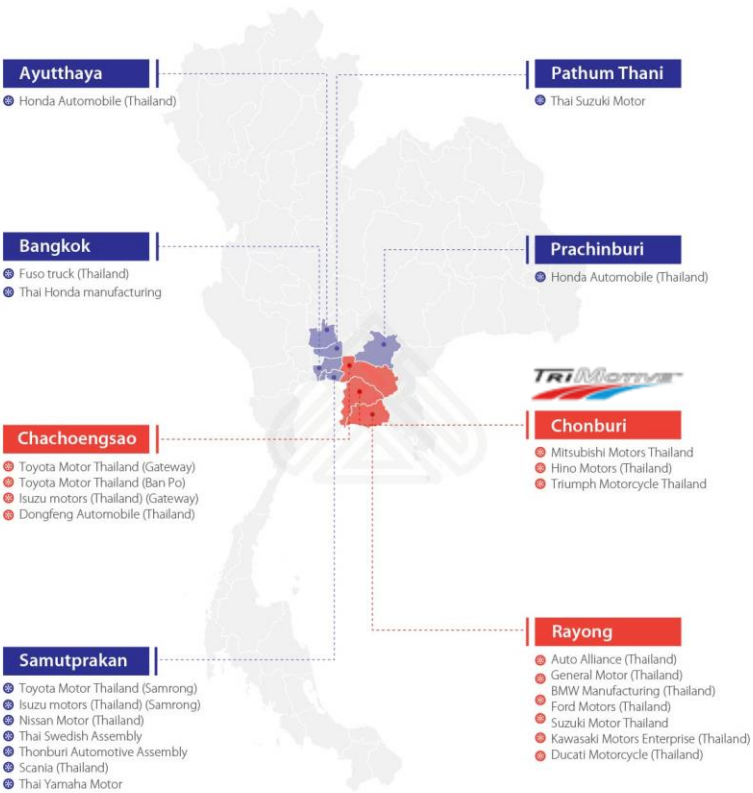 Ayutthaya
Honda Automobile (Thailand)
Pathum Thani
Thai Suzuki Motor
Bangkok
Fuso truck (Thailand)
Thai Honda manufacturing
Prachinburi
Honda Automobile (Thailand)
TRIMOTIVE
Chachoengsao
Toyota Motor Thailand (Gateway)
Toyota Motor Thailand (Ban Po)
Isuzu motors (Thailand) (Gateway)
Dongfeng Automobile (Thailand)
Chonburi
Mitsubishi Motors Thailand
Hino Motors (Thailand)
Triumph Motorcycle Thailand
Samutprakan
Toyota Motor Thailand (Samrong)
Isuzu motors (Thailand) (Samrong)
Nissan Motor (Thailand)
Thai Swedish Assembly
Thonburi Automotive Assembly
Scania (Thailand)
Thai Yamaha Motor
Rayong
Auto Alliance (Thailand)
General Motor (Thailand)
BMW Manufacturing (Thailand)
Ford Motors (Thailand)
Suzuki Motor Thailand
Kawasaki Motors Enterprise (Thailand)
Ducati Motorcycle (Thailand)